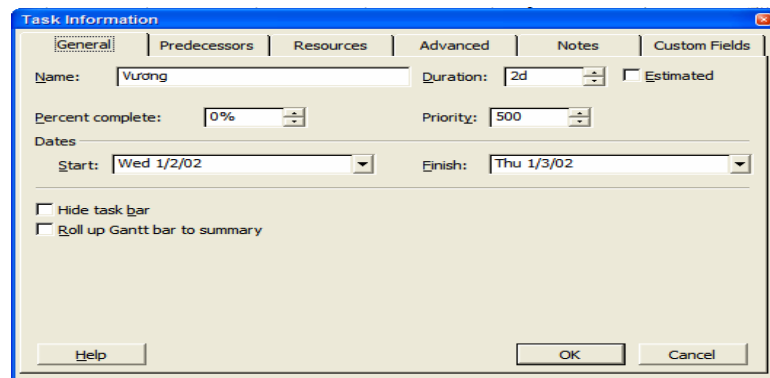 Task Information
General Predecessors Resources Advanced Notes Custom Fields
Name: Vương Duration: 2d Estimated
Percent complete: 0% Priority: 500
Dates
Start: Wed 1/2/02 Finish: Thu 1/3/02
Hide task bar
Roll up Gantt bar to summary
Help OK Cancel